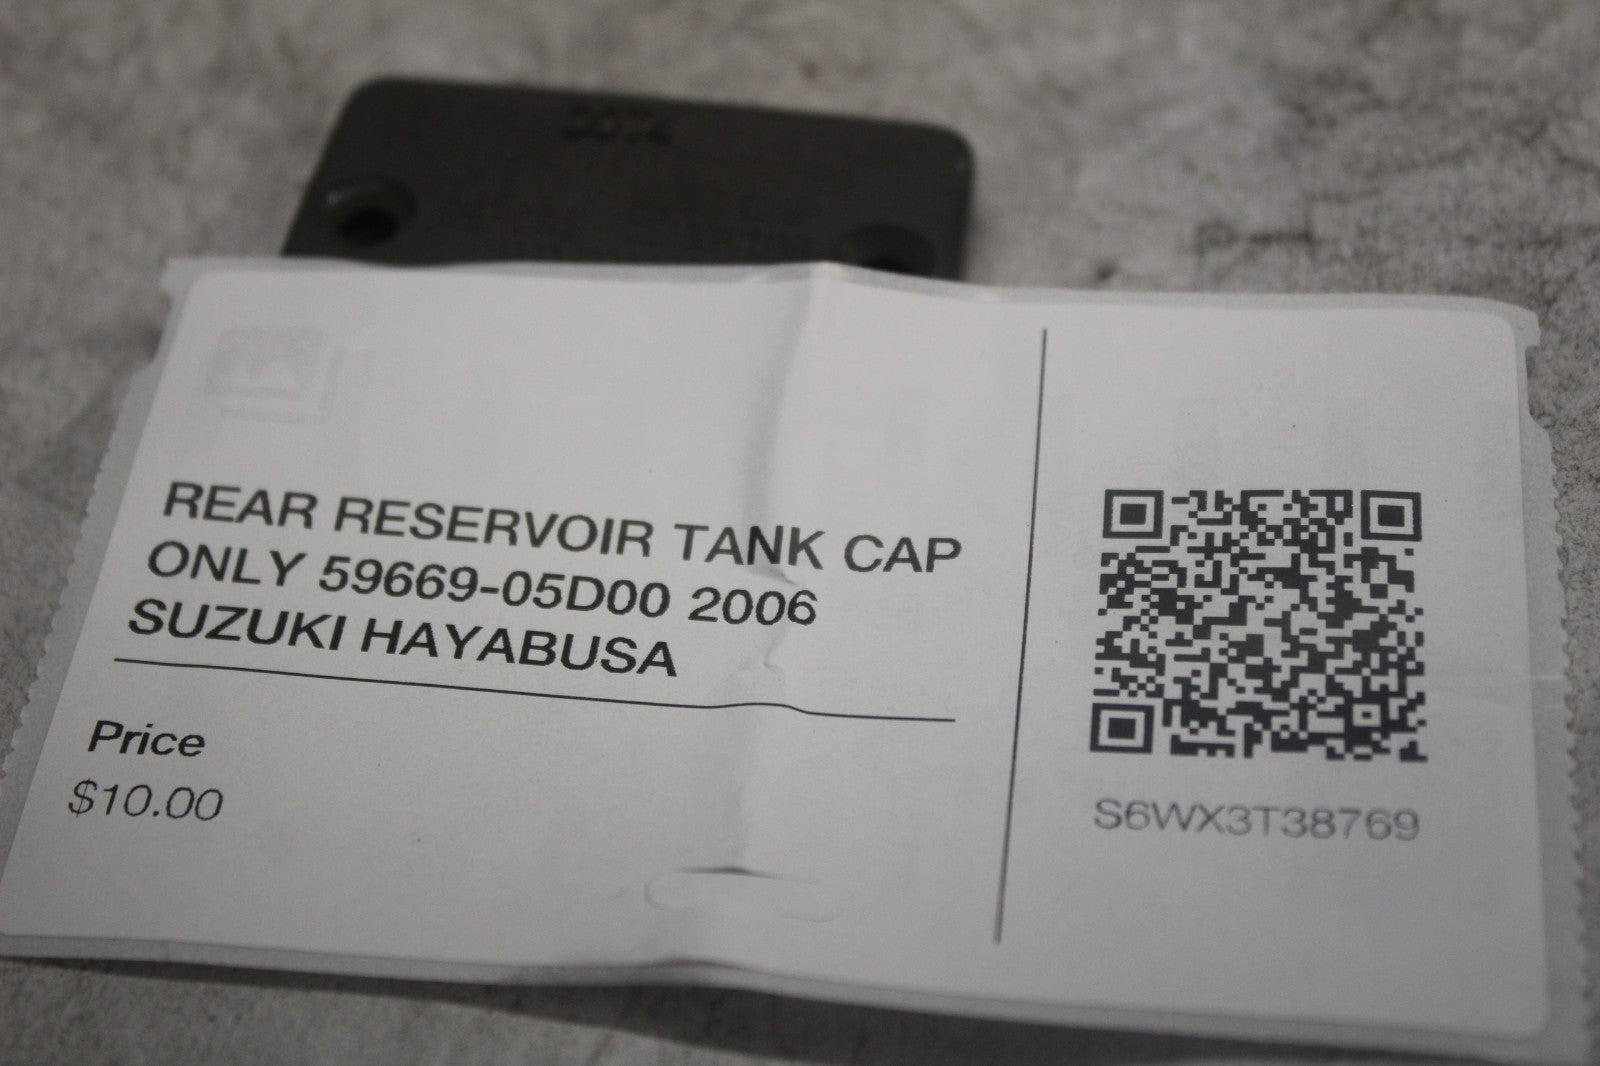 REAR RESERVOIR TANK CAP
ONLY 59669-05D00 2006
SUZUKI HAYABUSA
Price
$10.00
S6WX3T38769